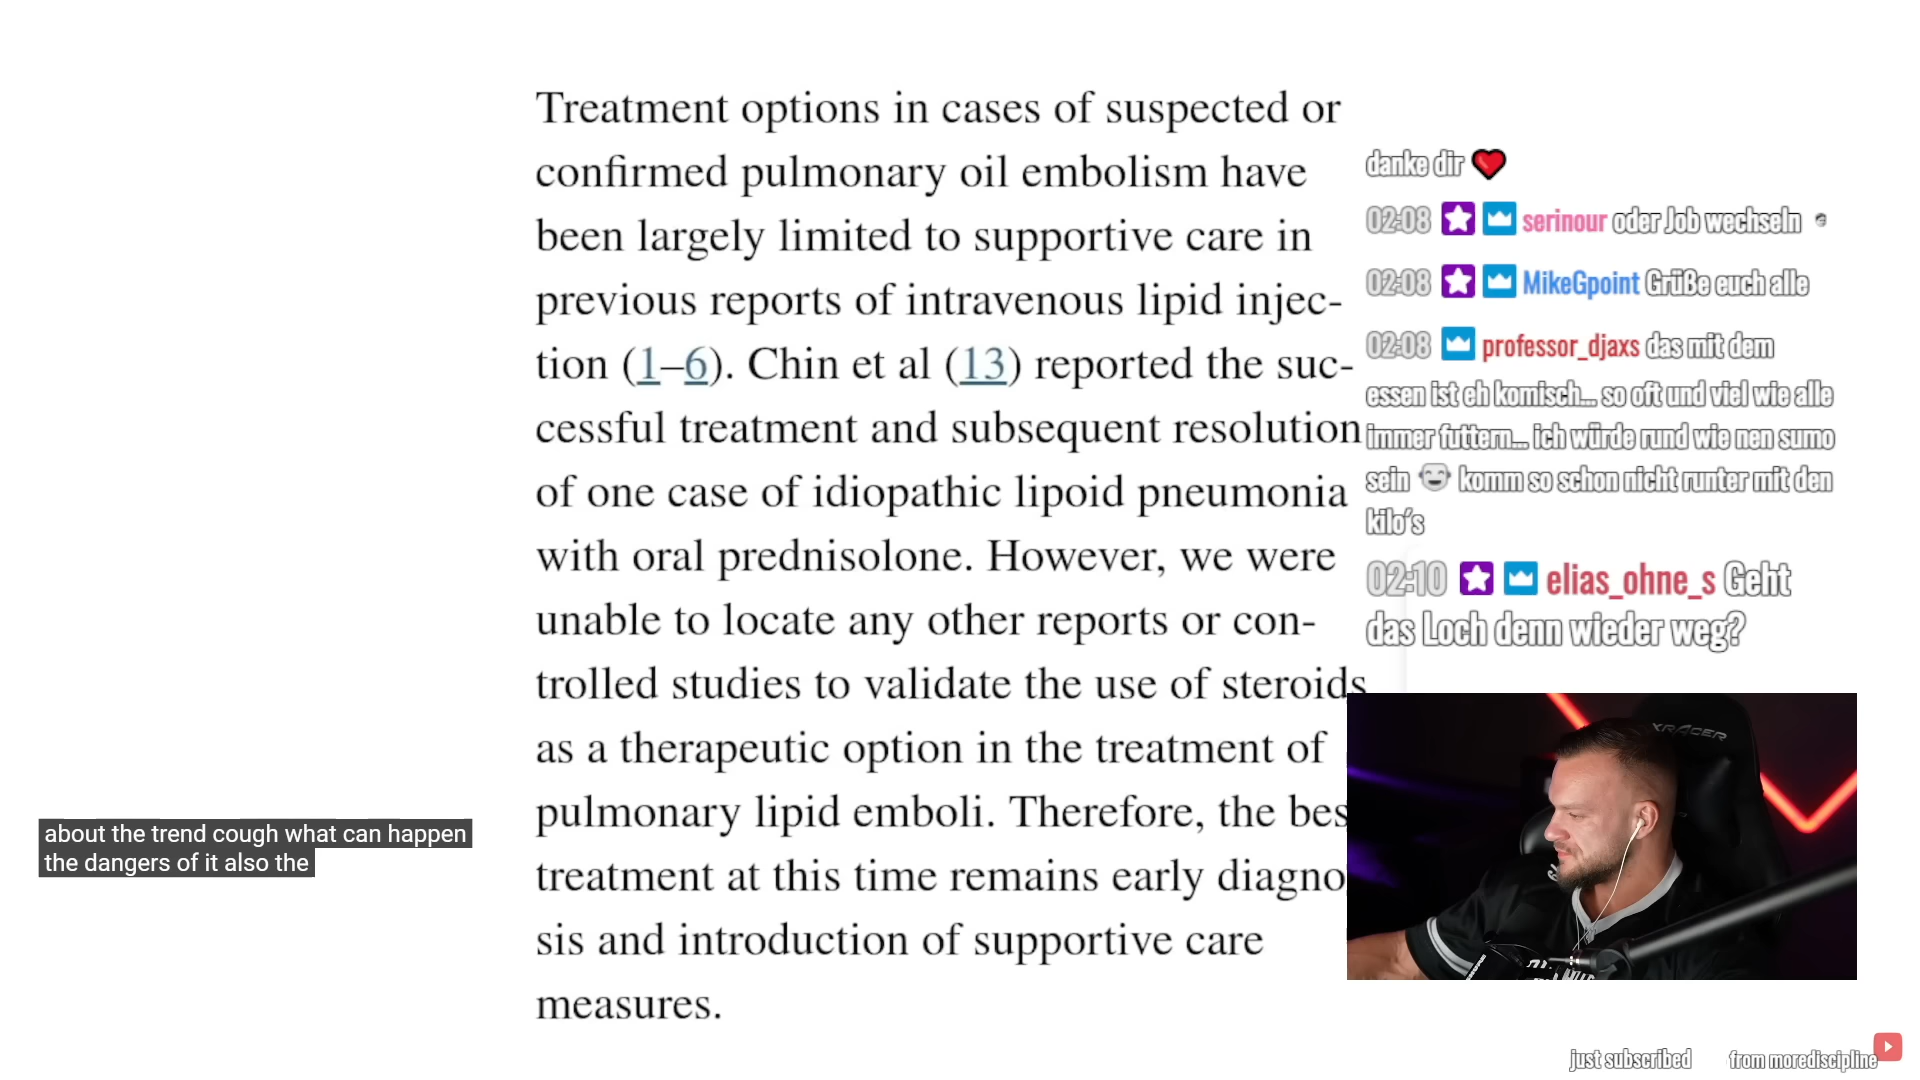 Treatment options in cases of suspected or
confirmed pulmonary oil embolism have
been largely limited to supportive care in
previous reports of intravenous lipid injec-
tion (1–6). Chin et al (13) reported the suc-
cessful treatment and subsequent resolution
of one case of idiopathic lipoid pneumonia
with oral prednisolone. However, we were
unable to locate any other reports or con-
trolled studies to validate the use of steroids
as a therapeutic option in the treatment of
pulmonary lipid emboli. Therefore, the bes
treatment at this time remains early diagno
sis and introduction of supportive care
measures.
danke dir
02:08 serinour oder Job wechseln
02:08 MikeGpoint Grüße euch alle
02:08 professor_djaxs das mit dem
essen ist eh komisch... so oft und viel wie alle
immer futtern... ich würde rund wie nen sumo
sein komm so schon nicht runter mit den
kilo's
02:10 elias_ohne_s Geht
das Loch denn wieder weg?
about the trend cough what can happen
the dangers of it also the
XRACER
just subscribed from morediscipline